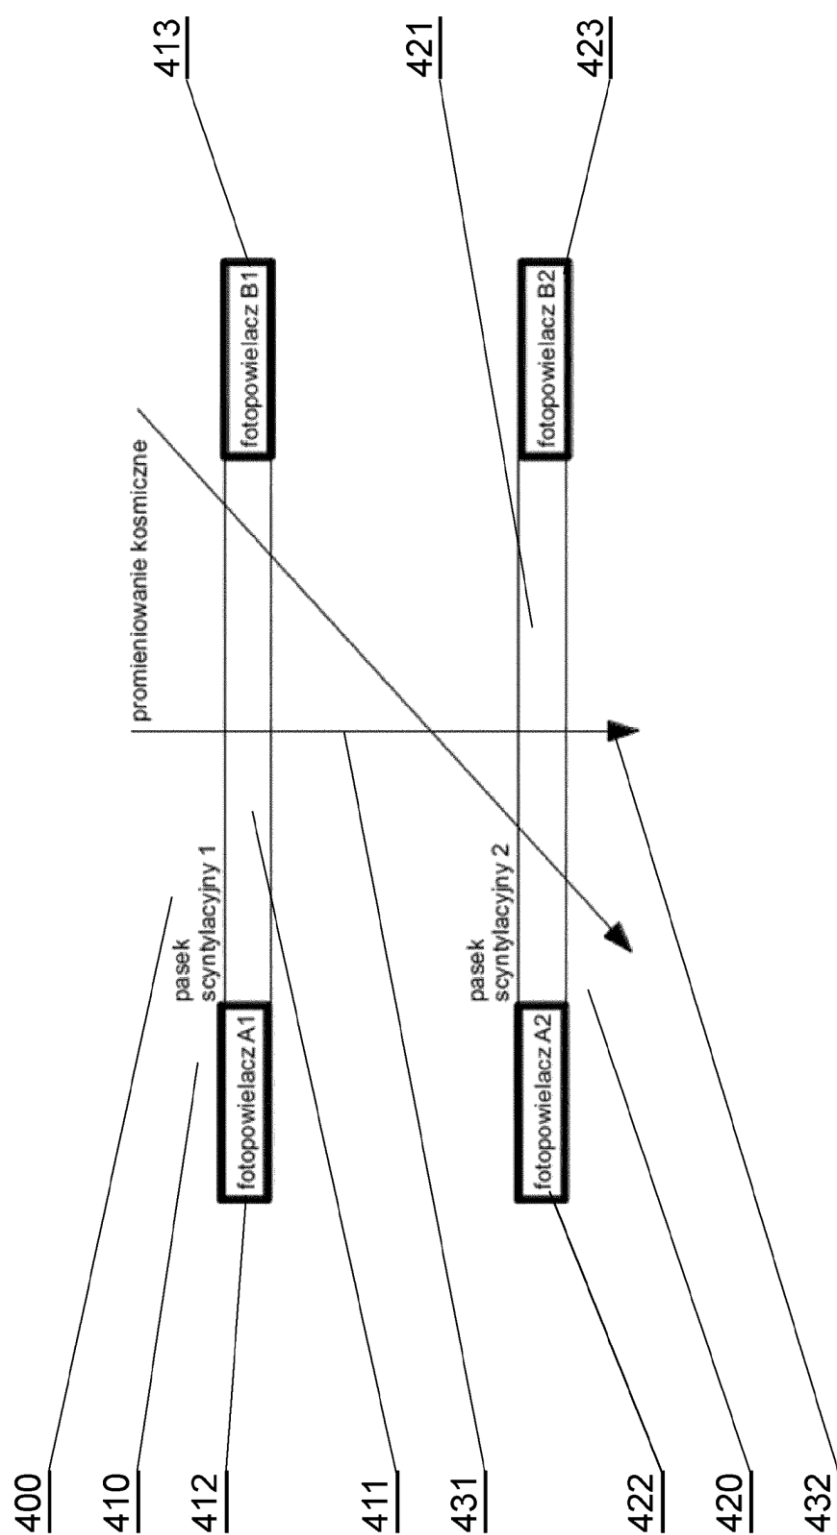 400
410
412
411
431
422
420
432
413
421
423
promieniowanie kosmiczne
pasek
scyntylacyjny 1
fotopowielacz A1
fotopowielacz B1
pasek
scyntylacyjny 2
fotopowielacz A2
fotopowielacz B2